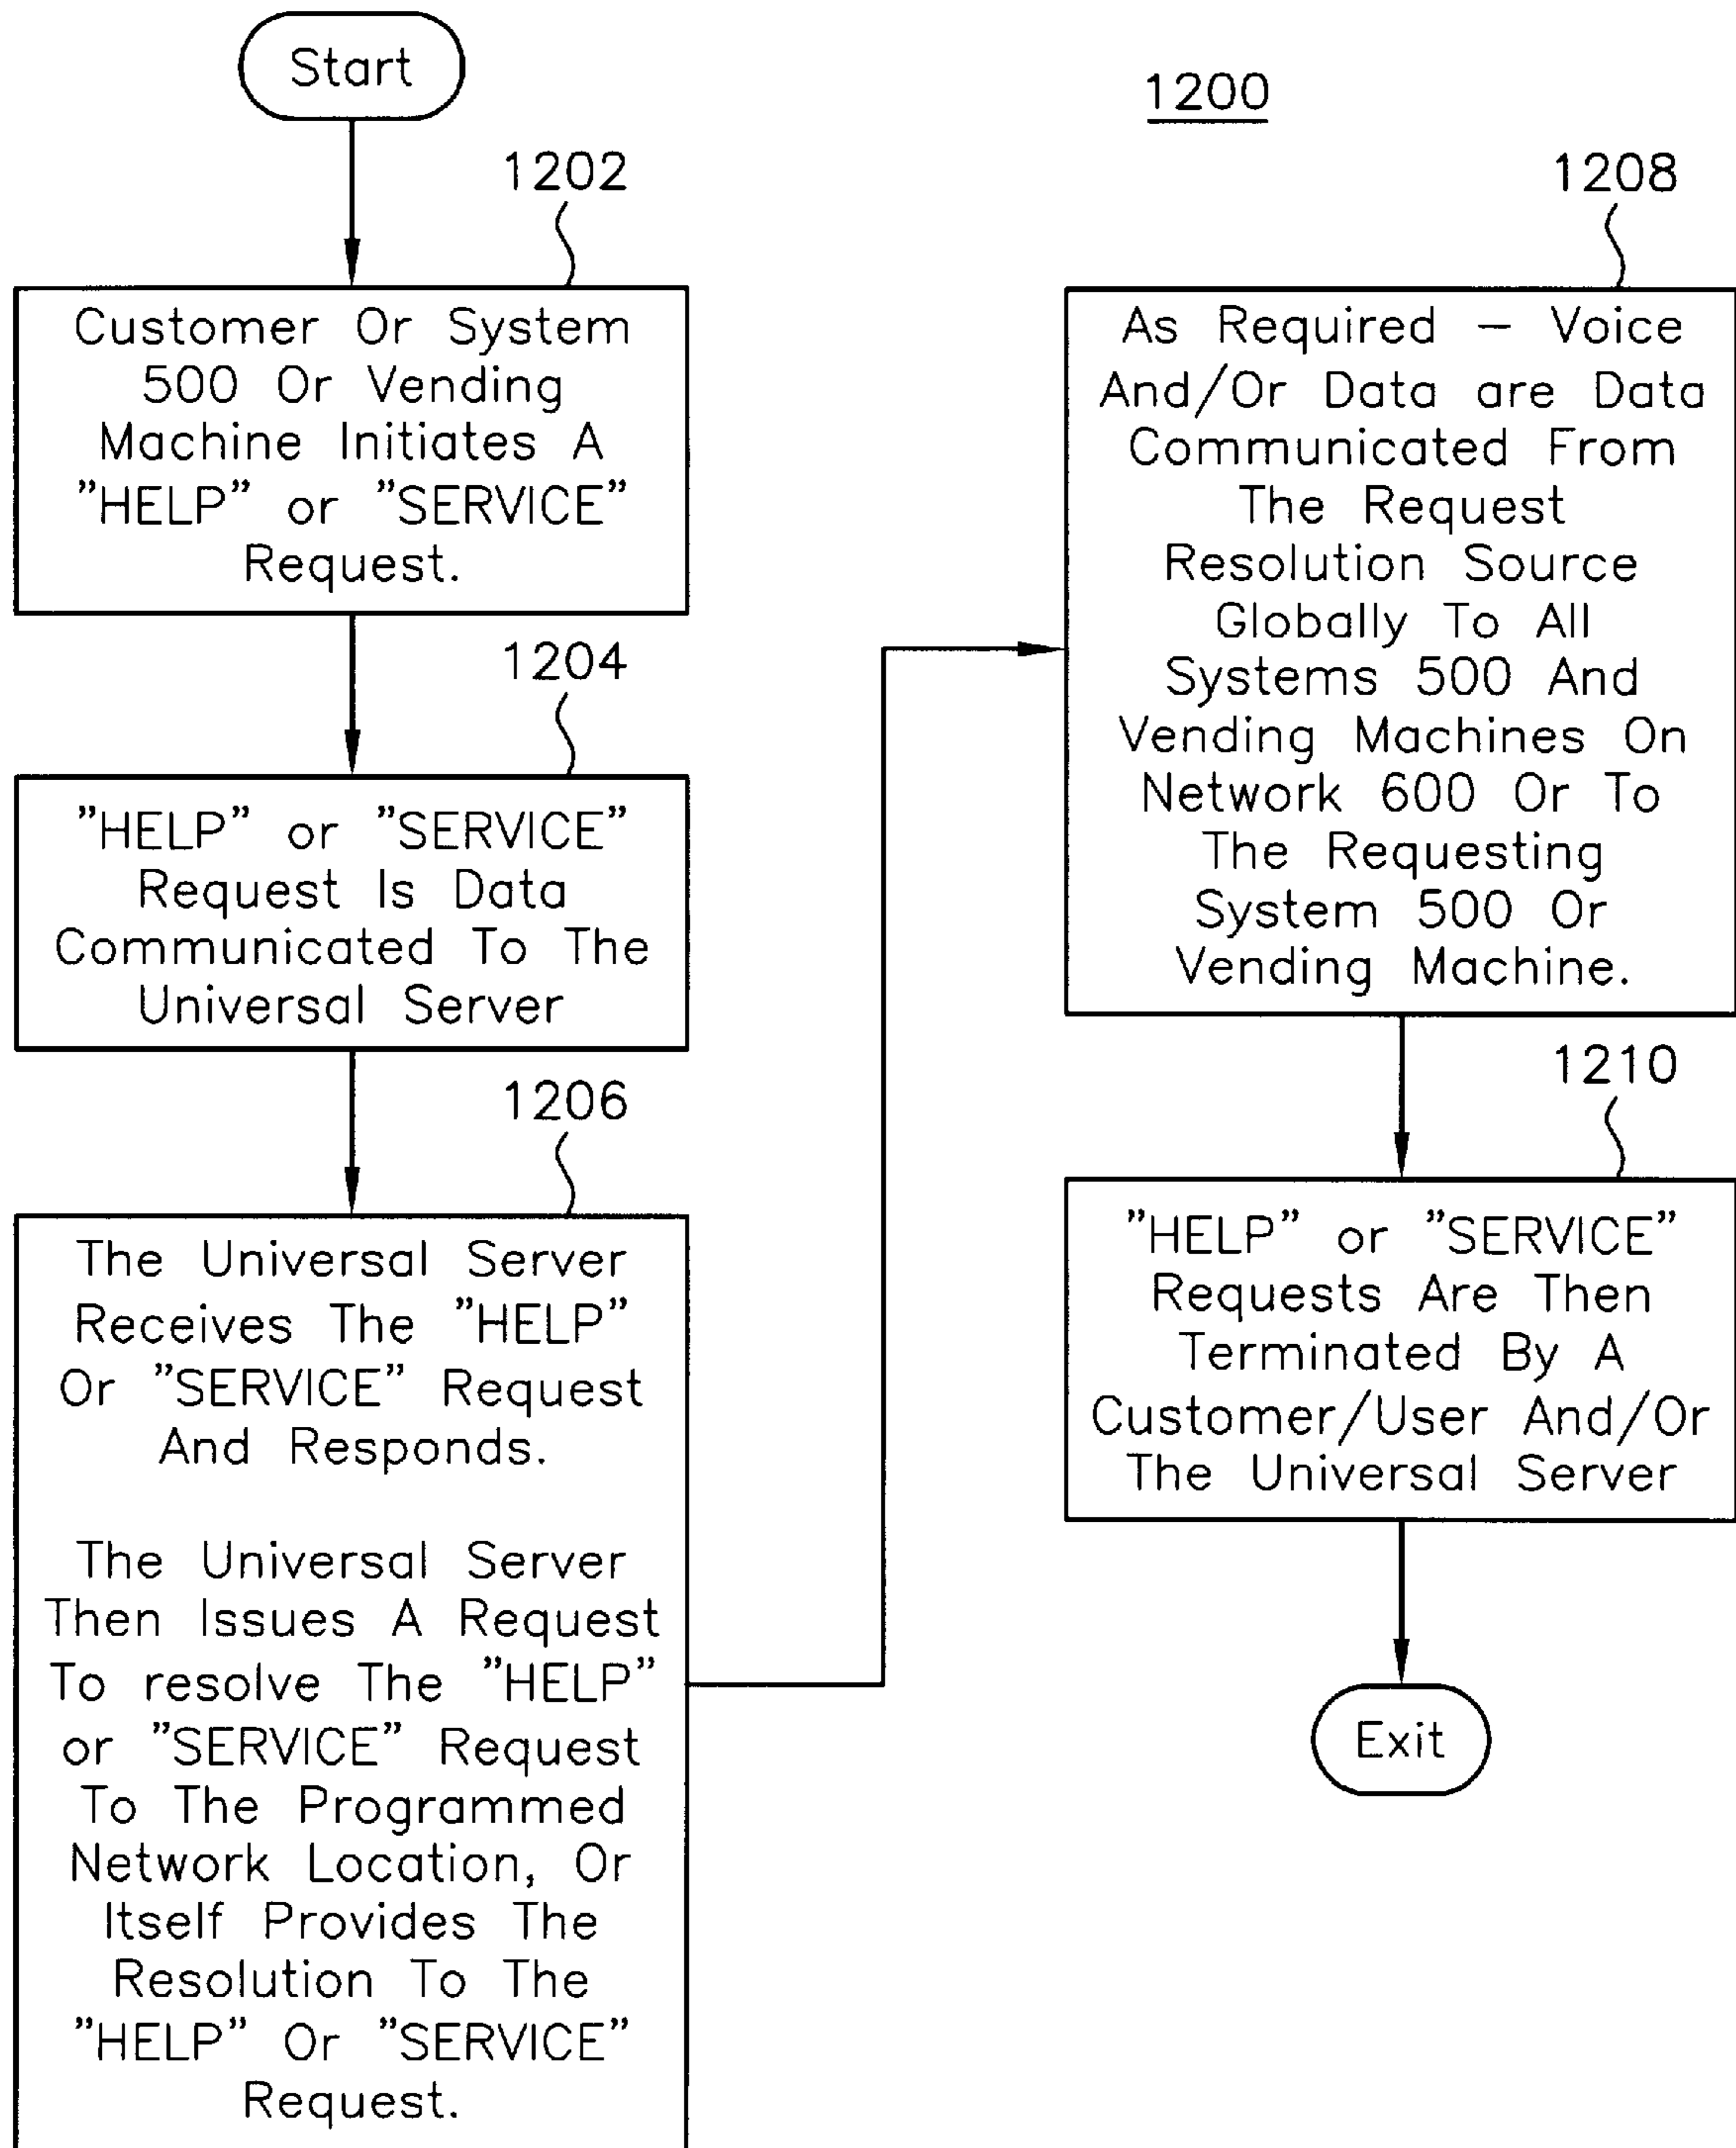 Start
1200
1202
Customer Or System
500 Or Vending
Machine Initiates A
"HELP" or "SERVICE"
Request.
1204
"HELP" or "SERVICE"
Request Is Data
Communicated To The
Universal Server
1206
The Universal Server
Receives The "HELP"
Or "SERVICE" Request
And Responds.
The Universal Server
Then Issues A Request
To resolve The "HELP"
or "SERVICE" Request
To The Programmed
Network Location, Or
Itself Provides The
Resolution To The
"HELP" Or "SERVICE"
Request.
1208
As Required – Voice
And/Or Data are Data
Communicated From
The Request
Resolution Source
Globally To All
Systems 500 And
Vending Machines On
Network 600 Or To
The Requesting
System 500 Or
Vending Machine.
1210
"HELP" or "SERVICE"
Requests Are Then
Terminated By A
Customer/User And/Or
The Universal Server
Exit